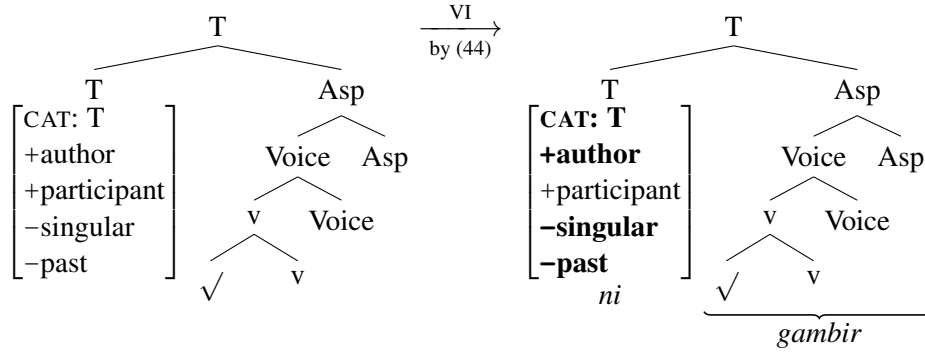 T T
VI
by (44)
T Asp T Asp
CAT: T CAT: T
+author Voice Asp +author Voice Asp
+participant +participant
−singular v Voice −singular v Voice
−past √ v −past √ v
ni
gambir